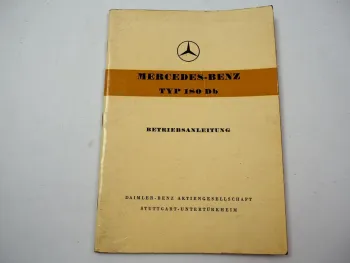 MERCEDES-BENZ
TYP 180 Db
BETRIEBSANLEITUNG
DAIMLER-BENZ AKTIENGESELLSCHAFT
STUTTGART-UNTERTÜRKHEIM